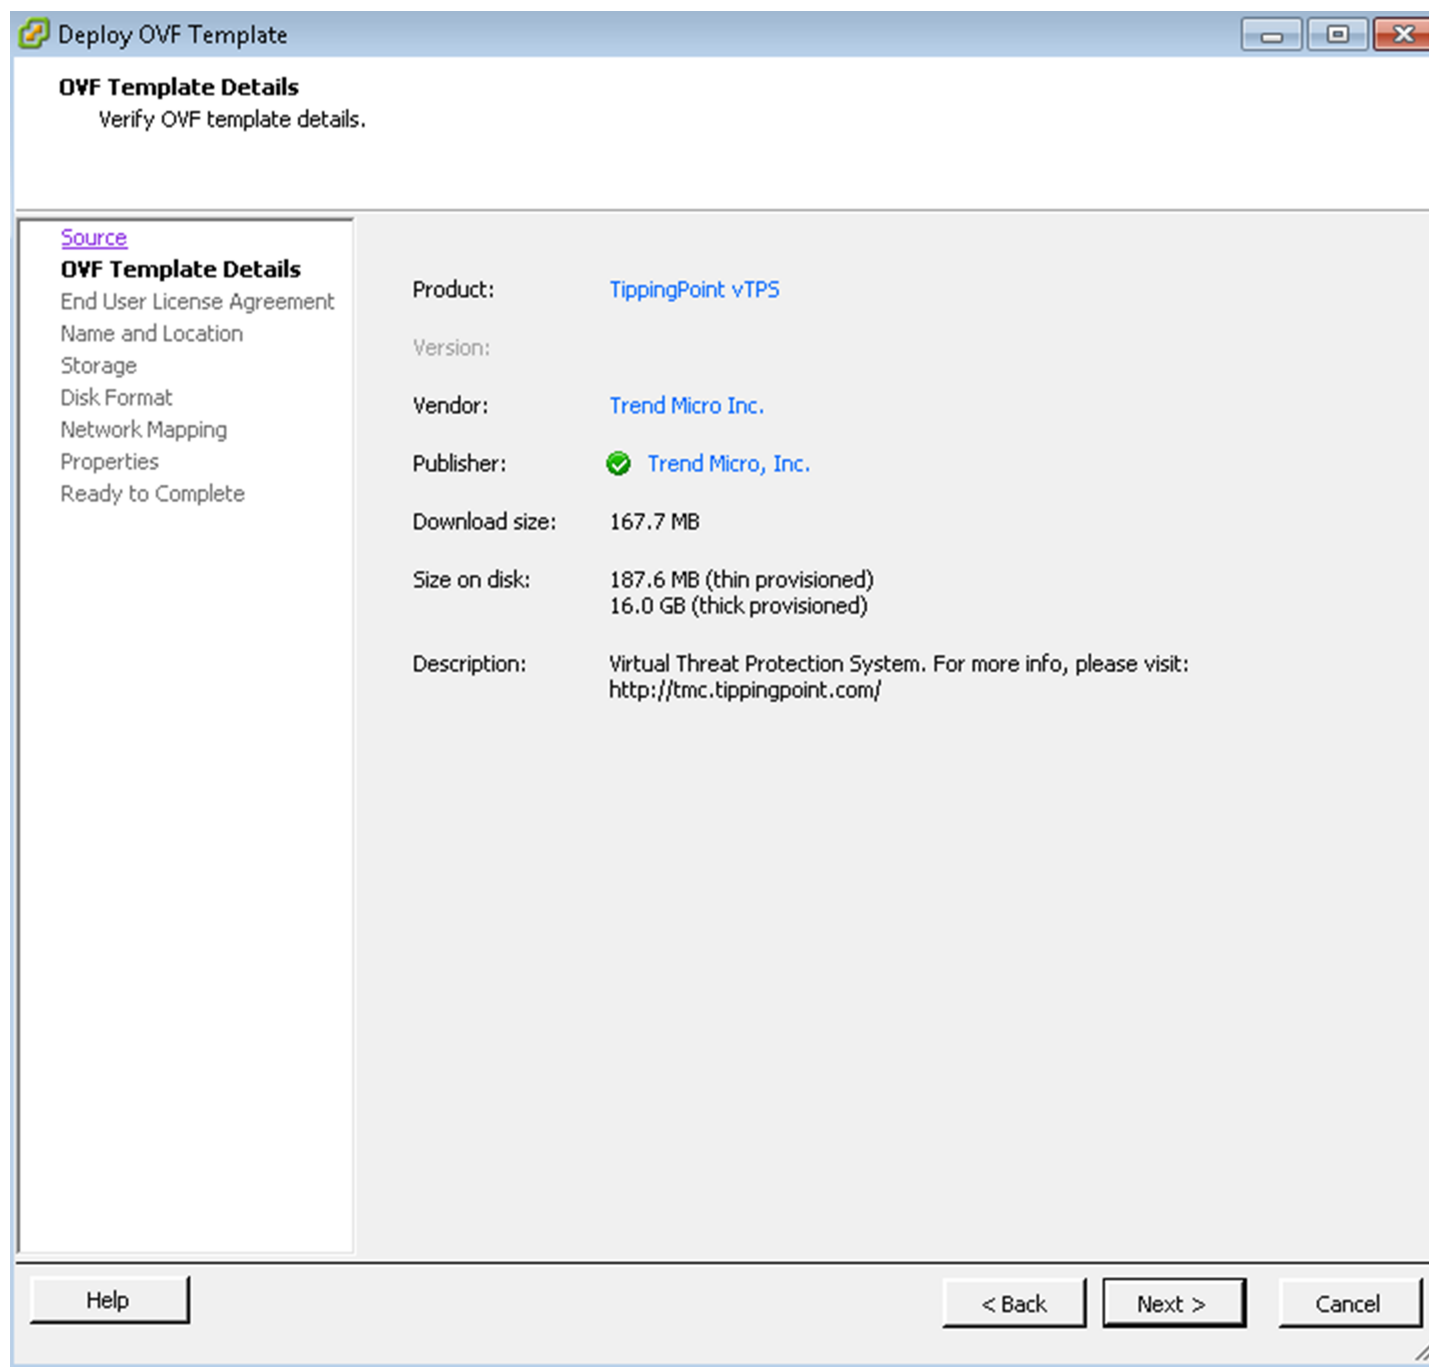 Deploy OVF Template
OVF Template Details
Verify OVF template details.
Source
OVF Template Details
End User License Agreement
Name and Location
Storage
Disk Format
Network Mapping
Properties
Ready to Complete
Product: TippingPoint vTPS
Version:
Vendor: Trend Micro Inc.
Publisher: Trend Micro, Inc.
Download size: 167.7 MB
Size on disk: 187.6 MB (thin provisioned)
16.0 GB (thick provisioned)
Description: Virtual Threat Protection System. For more info, please visit:
http://tmc.tippingpoint.com/
Help
< Back
Next >
Cancel